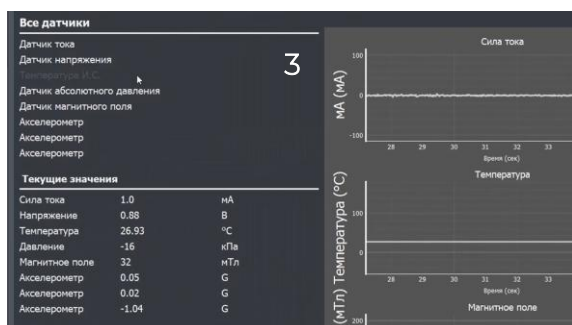 Все датчики
Датчик тока
Датчик напряжения
Температура И.С.
Датчик абсолютного давления
Датчик магнитного поля
Акселерометр
Акселерометр
Акселерометр
3
Текущие значения
Сила тока 1.0 мА
Напряжение 0.88 В
Температура 26.93 °C
Давление -16 кПа
Магнитное поле 32 мТл
Акселерометр 0.05 G
Акселерометр 0.02 G
Акселерометр -1.04 G
Сила тока
мА (мА)
100
0
-100
28 29 30 31 32 33
Время (сек)
Температура
Температура (°C)
100
0
28 29 30 31 32 33
Время (сек)
Магнитное поле
(мТл)
200